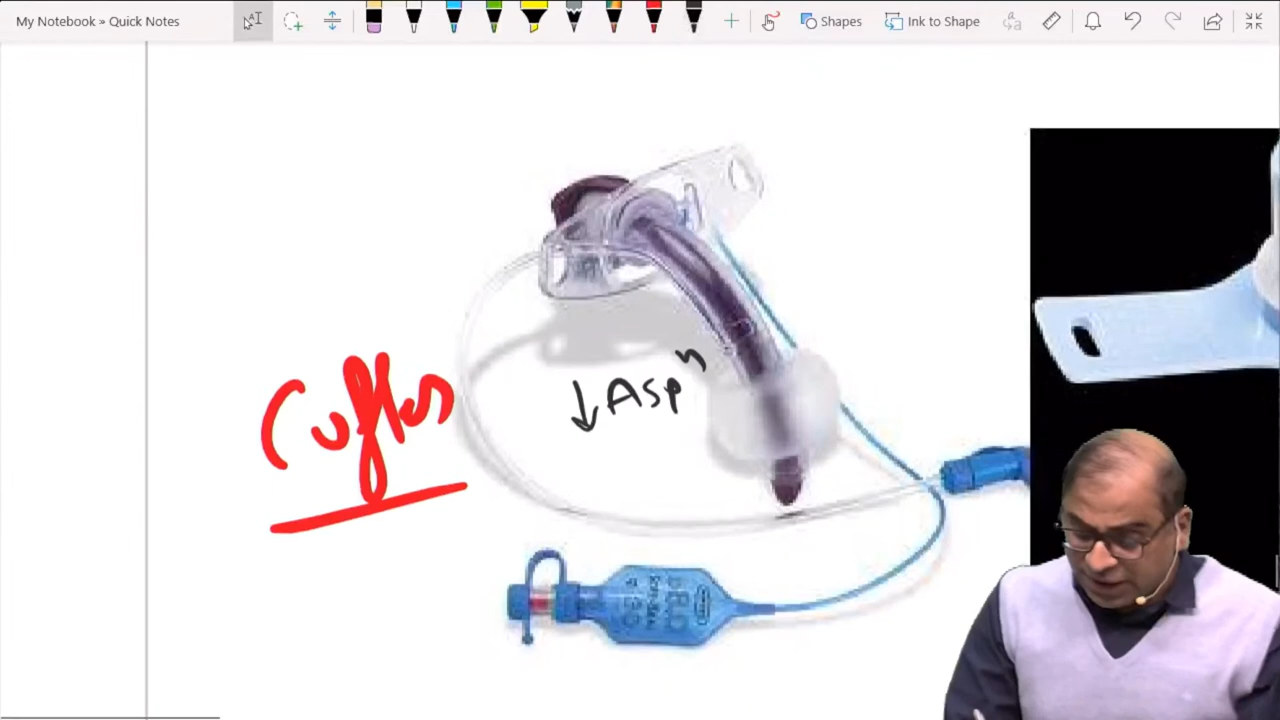 My Notebook » Quick Notes
Shapes
Ink to Shape
↓ Aspⁿ
Cuffed